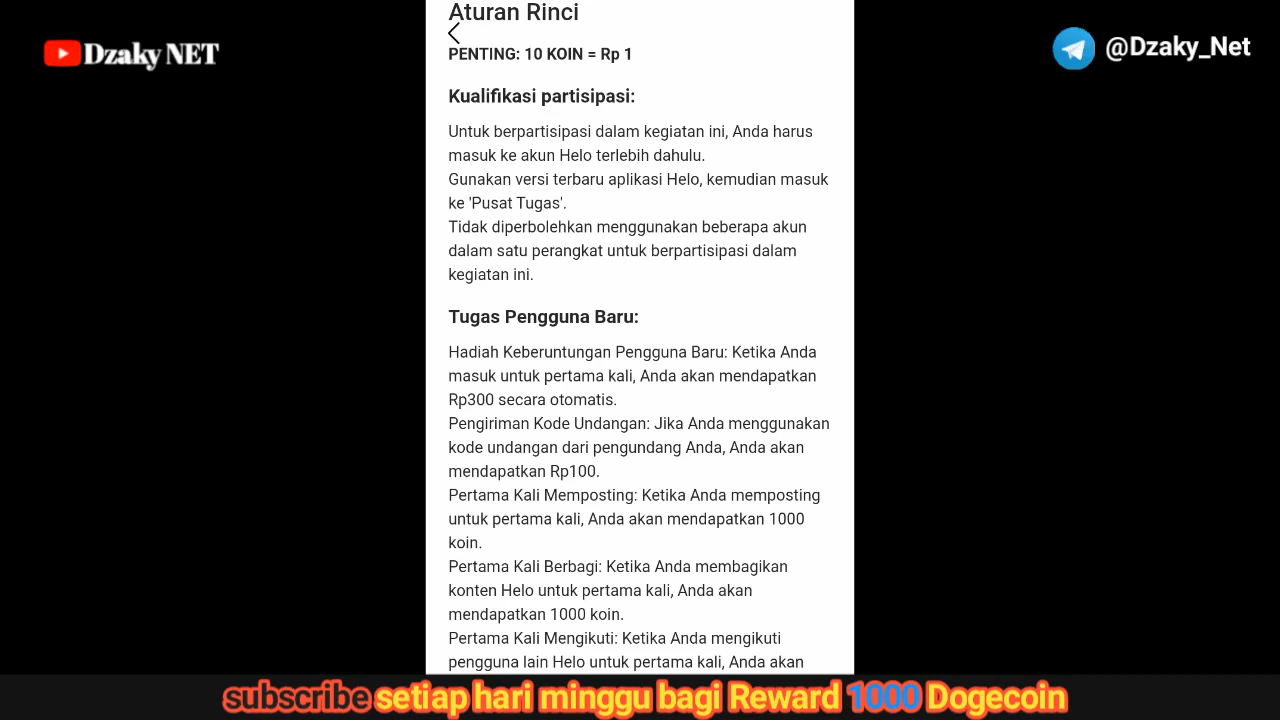 Dzaky NET
@Dzaky_Net
Aturan Rinci
PENTING: 10 KOIN = Rp 1
Kualifikasi partisipasi:
Untuk berpartisipasi dalam kegiatan ini, Anda harus
masuk ke akun Helo terlebih dahulu.
Gunakan versi terbaru aplikasi Helo, kemudian masuk
ke 'Pusat Tugas'.
Tidak diperbolehkan menggunakan beberapa akun
dalam satu perangkat untuk berpartisipasi dalam
kegiatan ini.
Tugas Pengguna Baru:
Hadiah Keberuntungan Pengguna Baru: Ketika Anda
masuk untuk pertama kali, Anda akan mendapatkan
Rp300 secara otomatis.
Pengiriman Kode Undangan: Jika Anda menggunakan
kode undangan dari pengundang Anda, Anda akan
mendapatkan Rp100.
Pertama Kali Memposting: Ketika Anda memposting
untuk pertama kali, Anda akan mendapatkan 1000
koin.
Pertama Kali Berbagi: Ketika Anda membagikan
konten Helo untuk pertama kali, Anda akan
mendapatkan 1000 koin.
Pertama Kali Mengikuti: Ketika Anda mengikuti
pengguna lain Helo untuk pertama kali, Anda akan
subscribe setiap hari minggu bagi Reward 1000 Dogecoin